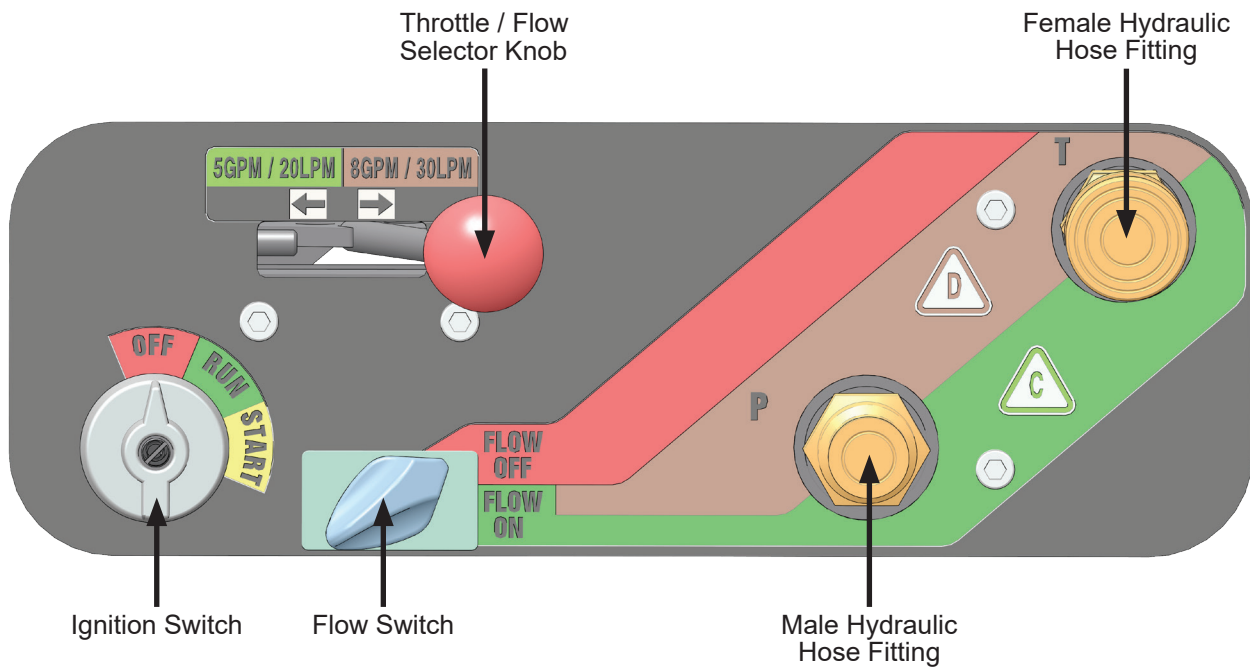 Throttle / Flow
Selector Knob
Female Hydraulic
Hose Fitting
5GPM / 20LPM
8GPM / 30LPM
T
D
OFF
RUN
START
C
P
FLOW
OFF
FLOW
ON
Ignition Switch
Flow Switch
Male Hydraulic
Hose Fitting